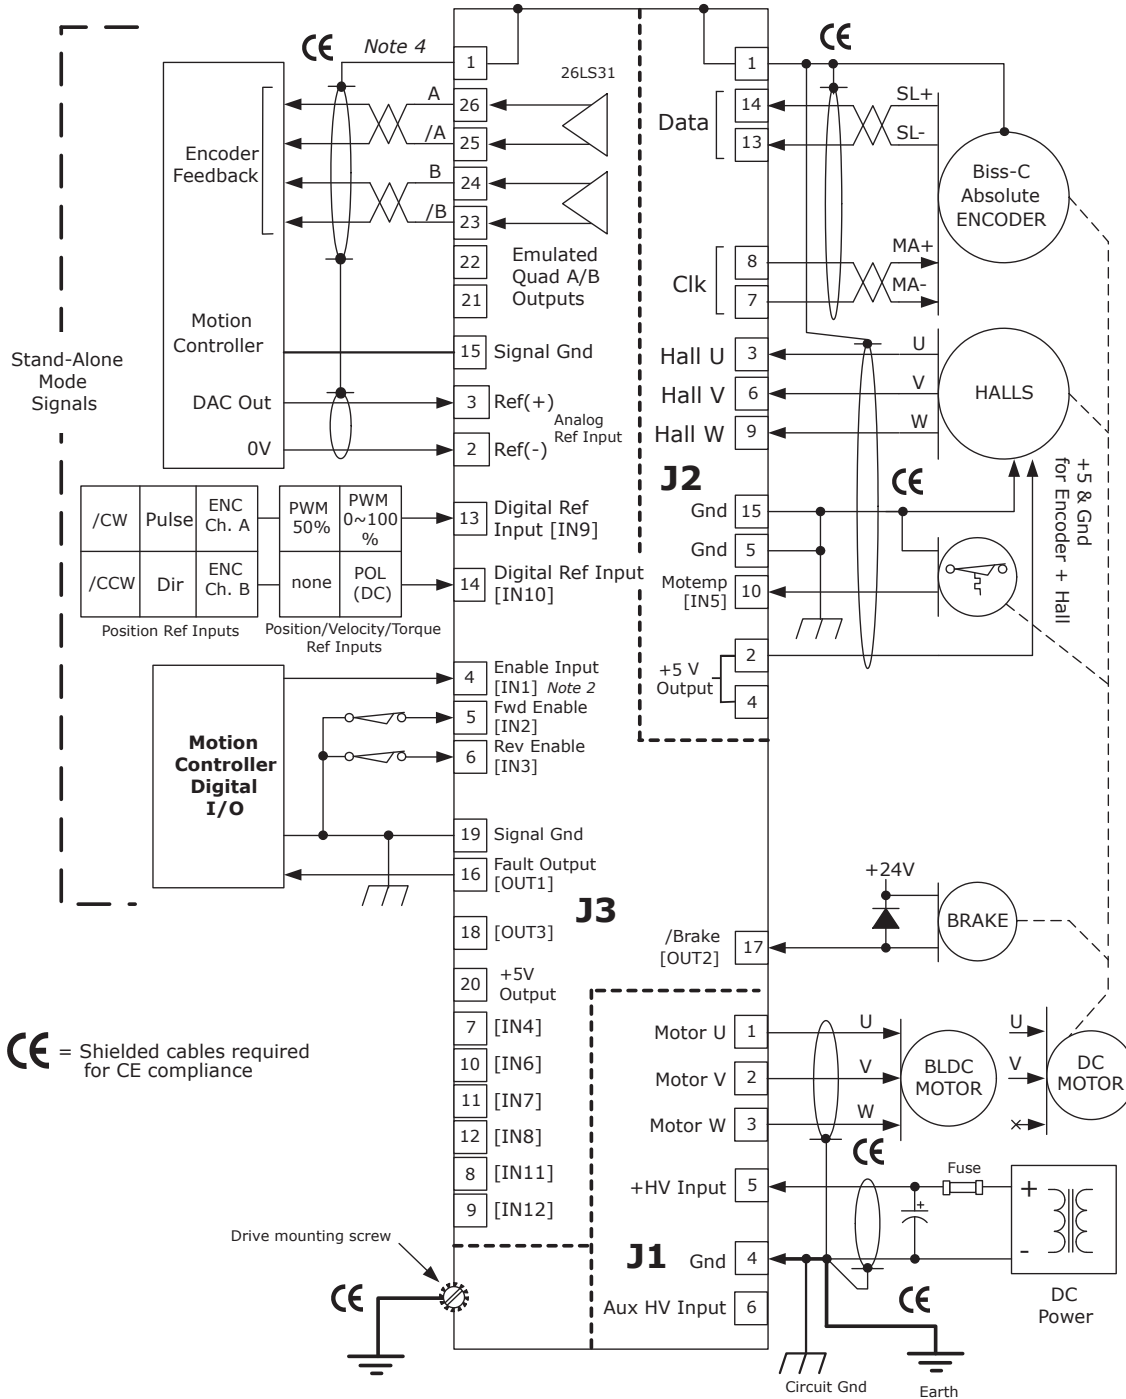 Stand-Alone
Mode
Signals
CE
Note 4
Encoder
Feedback
Motion
Controller
DAC Out
0V
A
/A
B
/B
1
26
25
24
23
22
21
15
3
2
13
14
26LS31
Emulated
Quad A/B
Outputs
Signal Gnd
Ref(+)
Analog
Ref Input
Ref(-)
Digital Ref
Input [IN9]
Digital Ref Input
[IN10]
/CW
Pulse
ENC
Ch. A
PWM
50%
PWM
0~100
%
/CCW
Dir
ENC
Ch. B
none
POL
(DC)
Position Ref Inputs
Position/Velocity/Torque
Ref Inputs
Motion
Controller
Digital
I/O
4
Enable Input
[IN1] Note 2
5
Fwd Enable
[IN2]
6
Rev Enable
[IN3]
19
Signal Gnd
16
Fault Output
[OUT1]
J3
18
[OUT3]
20
+5V
Output
7
[IN4]
10
[IN6]
11
[IN7]
12
[IN8]
8
[IN11]
9
[IN12]
CE = Shielded cables required
for CE compliance
Drive mounting screw
CE
1
CE
Data
14
SL+
13
SL-
Biss-C
Absolute
ENCODER
Clk
8
MA+
7
MA-
Hall U
3
U
Hall V
6
V
Hall W
9
W
HALLS
J2
CE
+5 & Gnd
for Encoder + Hall
Gnd
15
Gnd
5
Motemp
[IN5]
10
+5 V
Output
2
4
+24V
BRAKE
/Brake
[OUT2]
17
Motor U
1
U
Motor V
2
V
Motor W
3
W
BLDC
MOTOR
U
V
DC
MOTOR
CE
+HV Input
5
Fuse
+
+
-
J1
Gnd
4
CE
Aux HV Input
6
DC
Power
Circuit Gnd
Earth